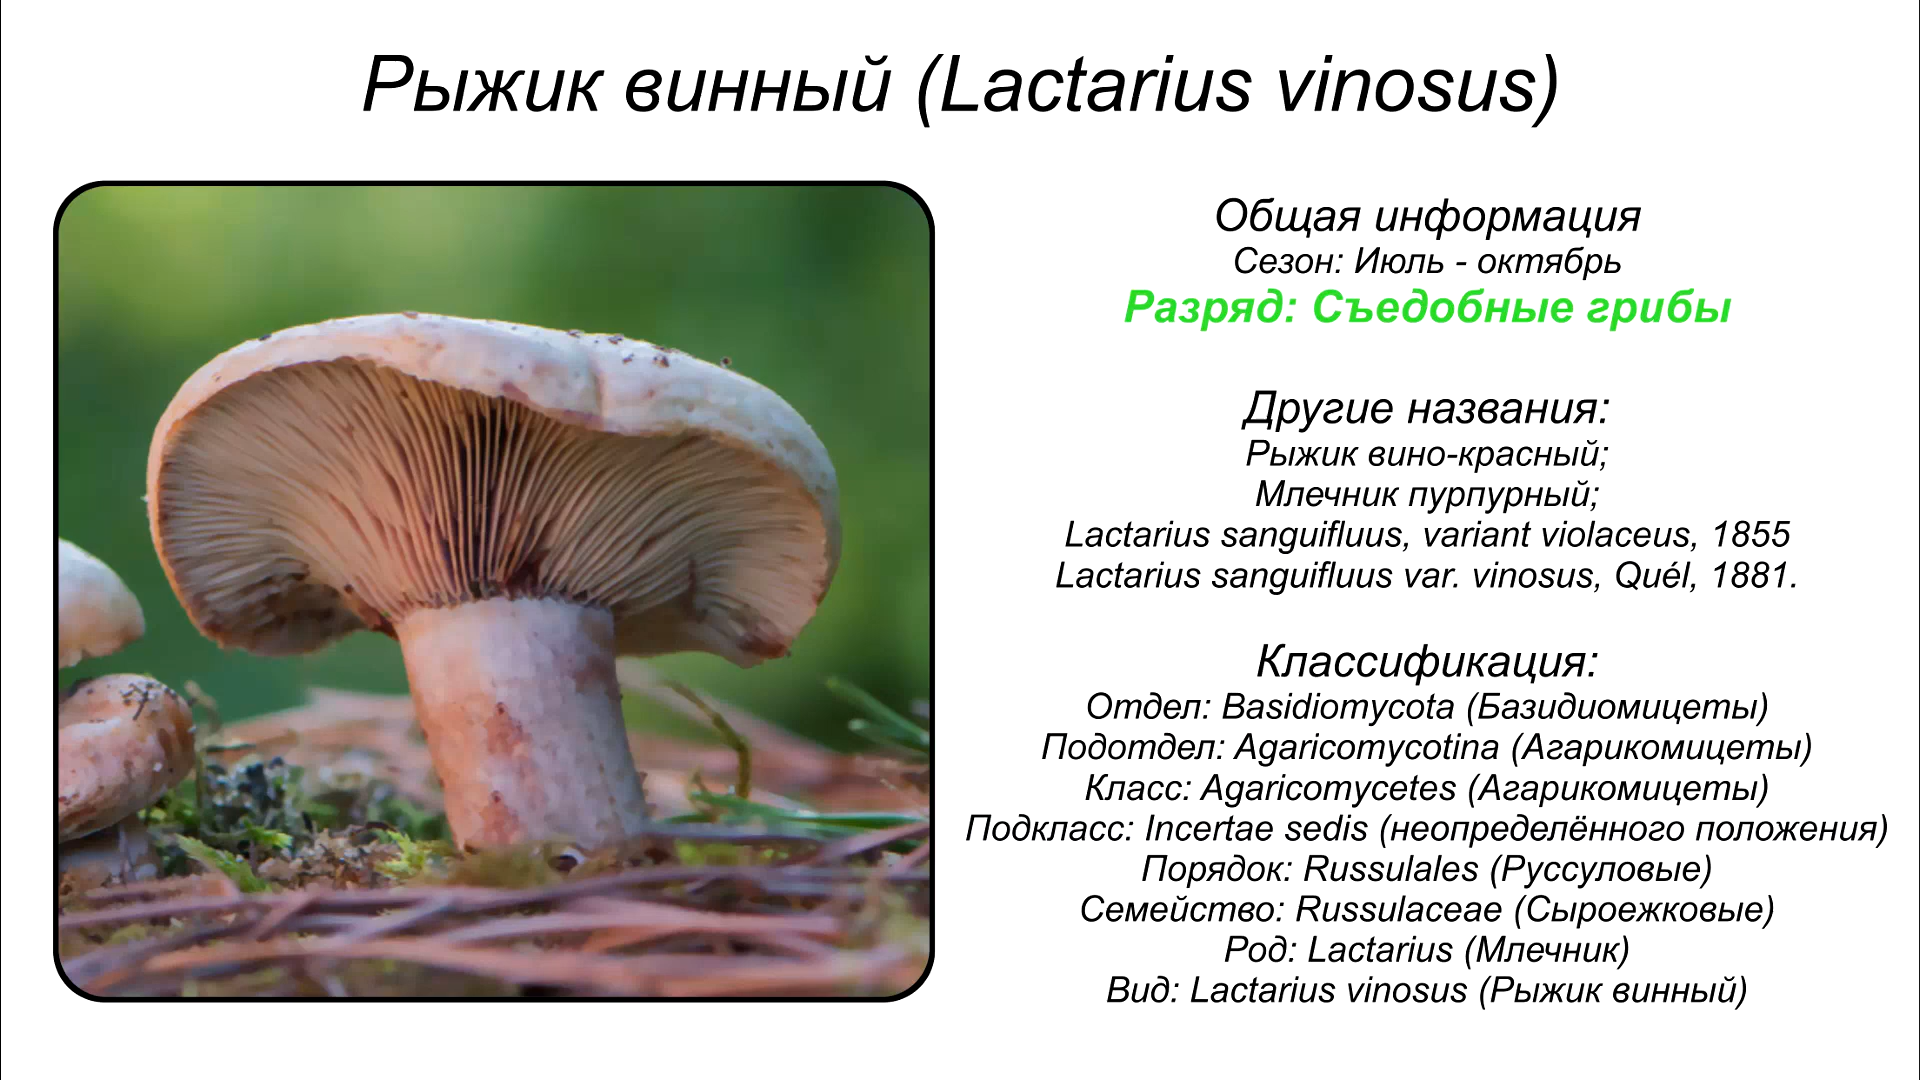 Рыжик винный (Lactarius vinosus)
Общая информация
Сезон: Июль - октябрь
Разряд: Съедобные грибы
Другие названия:
Рыжик вино-красный;
Млечник пурпурный;
Lactarius sanguifluus, variant violaceus, 1855
Lactarius sanguifluus var. vinosus, Quél, 1881.
Классификация:
Отдел: Basidiomycota (Базидиомицеты)
Подотдел: Agaricomycotina (Агарикомицеты)
Класс: Agaricomycetes (Агарикомицеты)
Подкласс: Incertae sedis (неопределённого положения)
Порядок: Russulales (Руссуловые)
Семейство: Russulaceae (Сыроежковые)
Род: Lactarius (Млечник)
Вид: Lactarius vinosus (Рыжик винный)